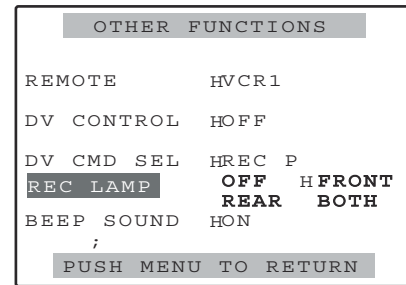 OTHER FUNCTIONS
REMOTE HVCR1
DV CONTROL HOFF
DV CMD SEL HREC P
REC LAMP OFF H FRONT
REAR BOTH
BEEP SOUND HON
;
PUSH MENU TO RETURN